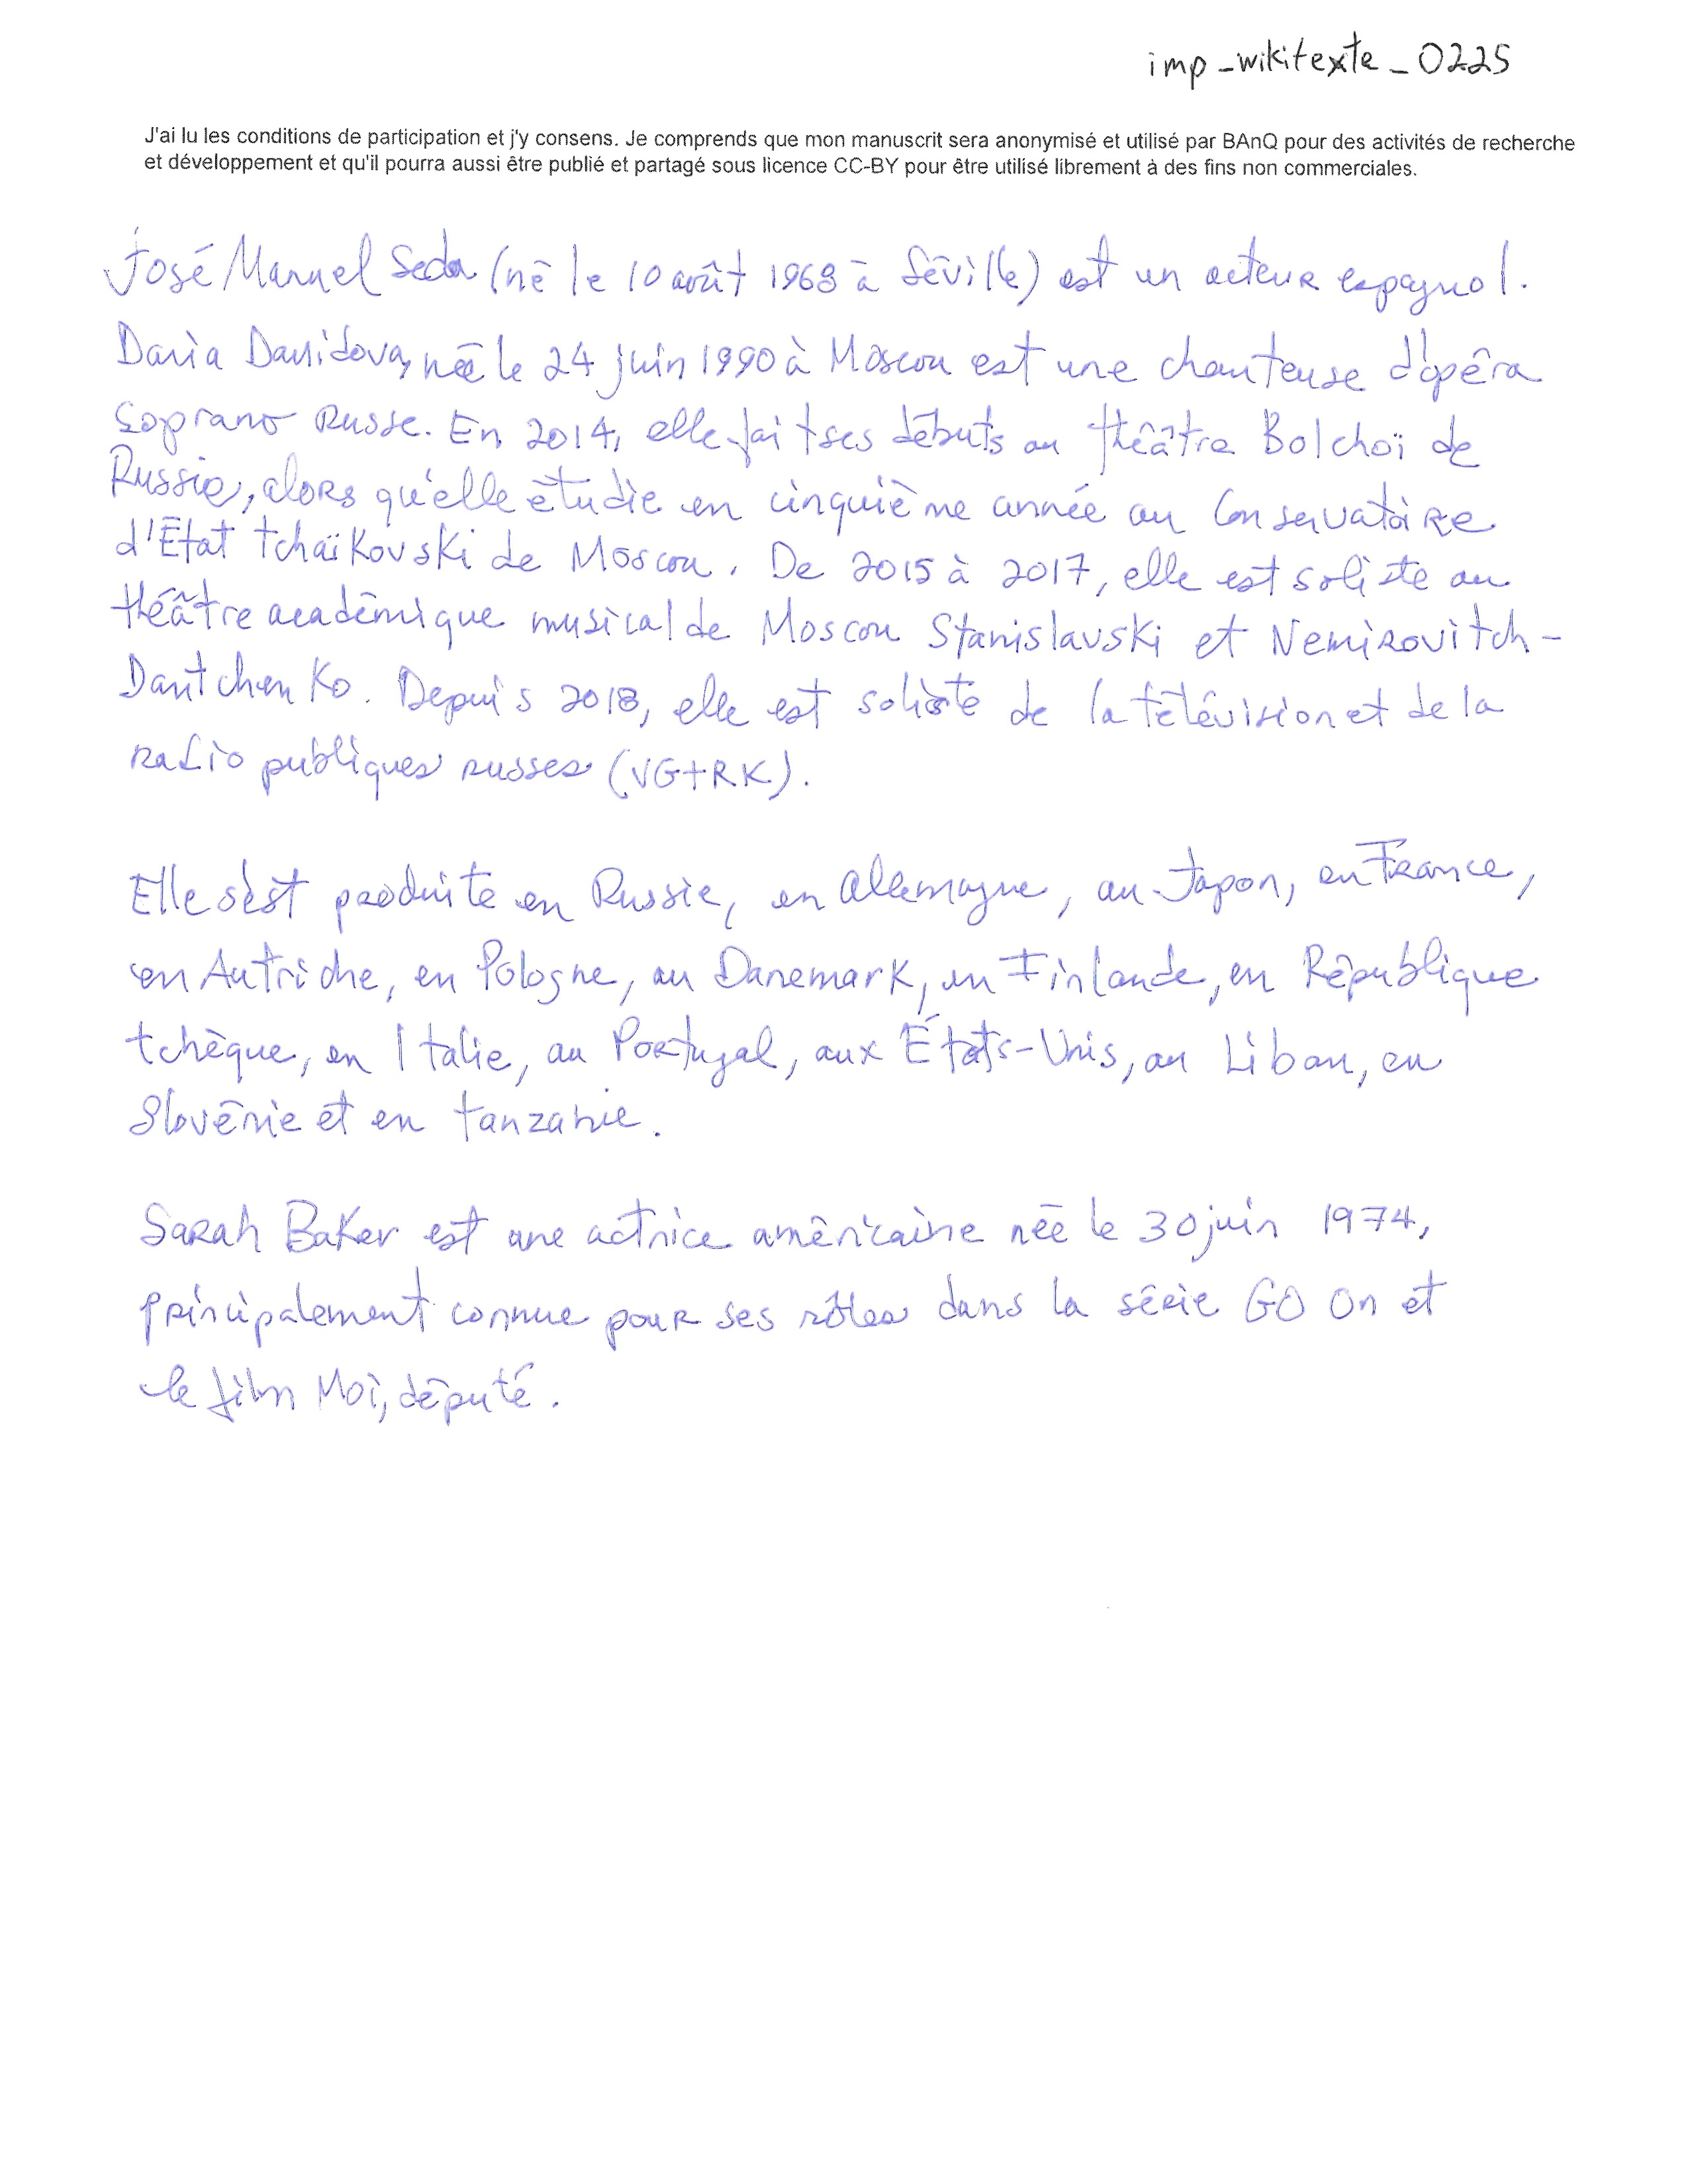 imp_wikitexte_0225
J'ai lu les conditions de participation et j'y consens. Je comprends que mon manuscrit sera anonymisé et utilisé par BAnQ pour des activités de recherche
et développement et qu'il pourra aussi être publié et partagé sous licence CC-BY pour être utilisé librement à des fins non commerciales.
José Manuel Seda (né le 10 août 1968 à Séville) est un acteur espagnol.
Daria Davidova, née le 24 juin 1990 à Moscou est une chanteuse d'opéra
soprano Russe. En 2014, elle fait ses débuts au théâtre Bolchoï de
Russie, alors qu'elle étudie en cinquième année au Conservatoire
d'État tchaïkovski de Moscou. De 2015 à 2017, elle est soliste au
théâtre académique musical de Moscou Stanislavski et Nemirovitch-
Dantchenko. Depuis 2018, elle est soliste de la télévision et de la
radio publiques russes (VGTRK).
Elle s'est produite en Russie, en Allemagne, au Japon, en France,
en Autriche, en Pologne, au Danemark, en Finlande, en République
tchèque, en Italie, au Portugal, aux États-Unis, au Liban, en
Slovénie et en tanzanie.
Sarah Baker est une actrice américaine née le 30 juin 1974,
principalement connue pour ses rôles dans la série GO On et
le film Moi, député.